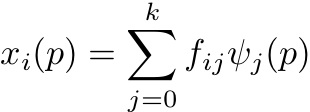 x_i(p) = \sum_{j=0}^{k} f_{ij} \psi_j(p)